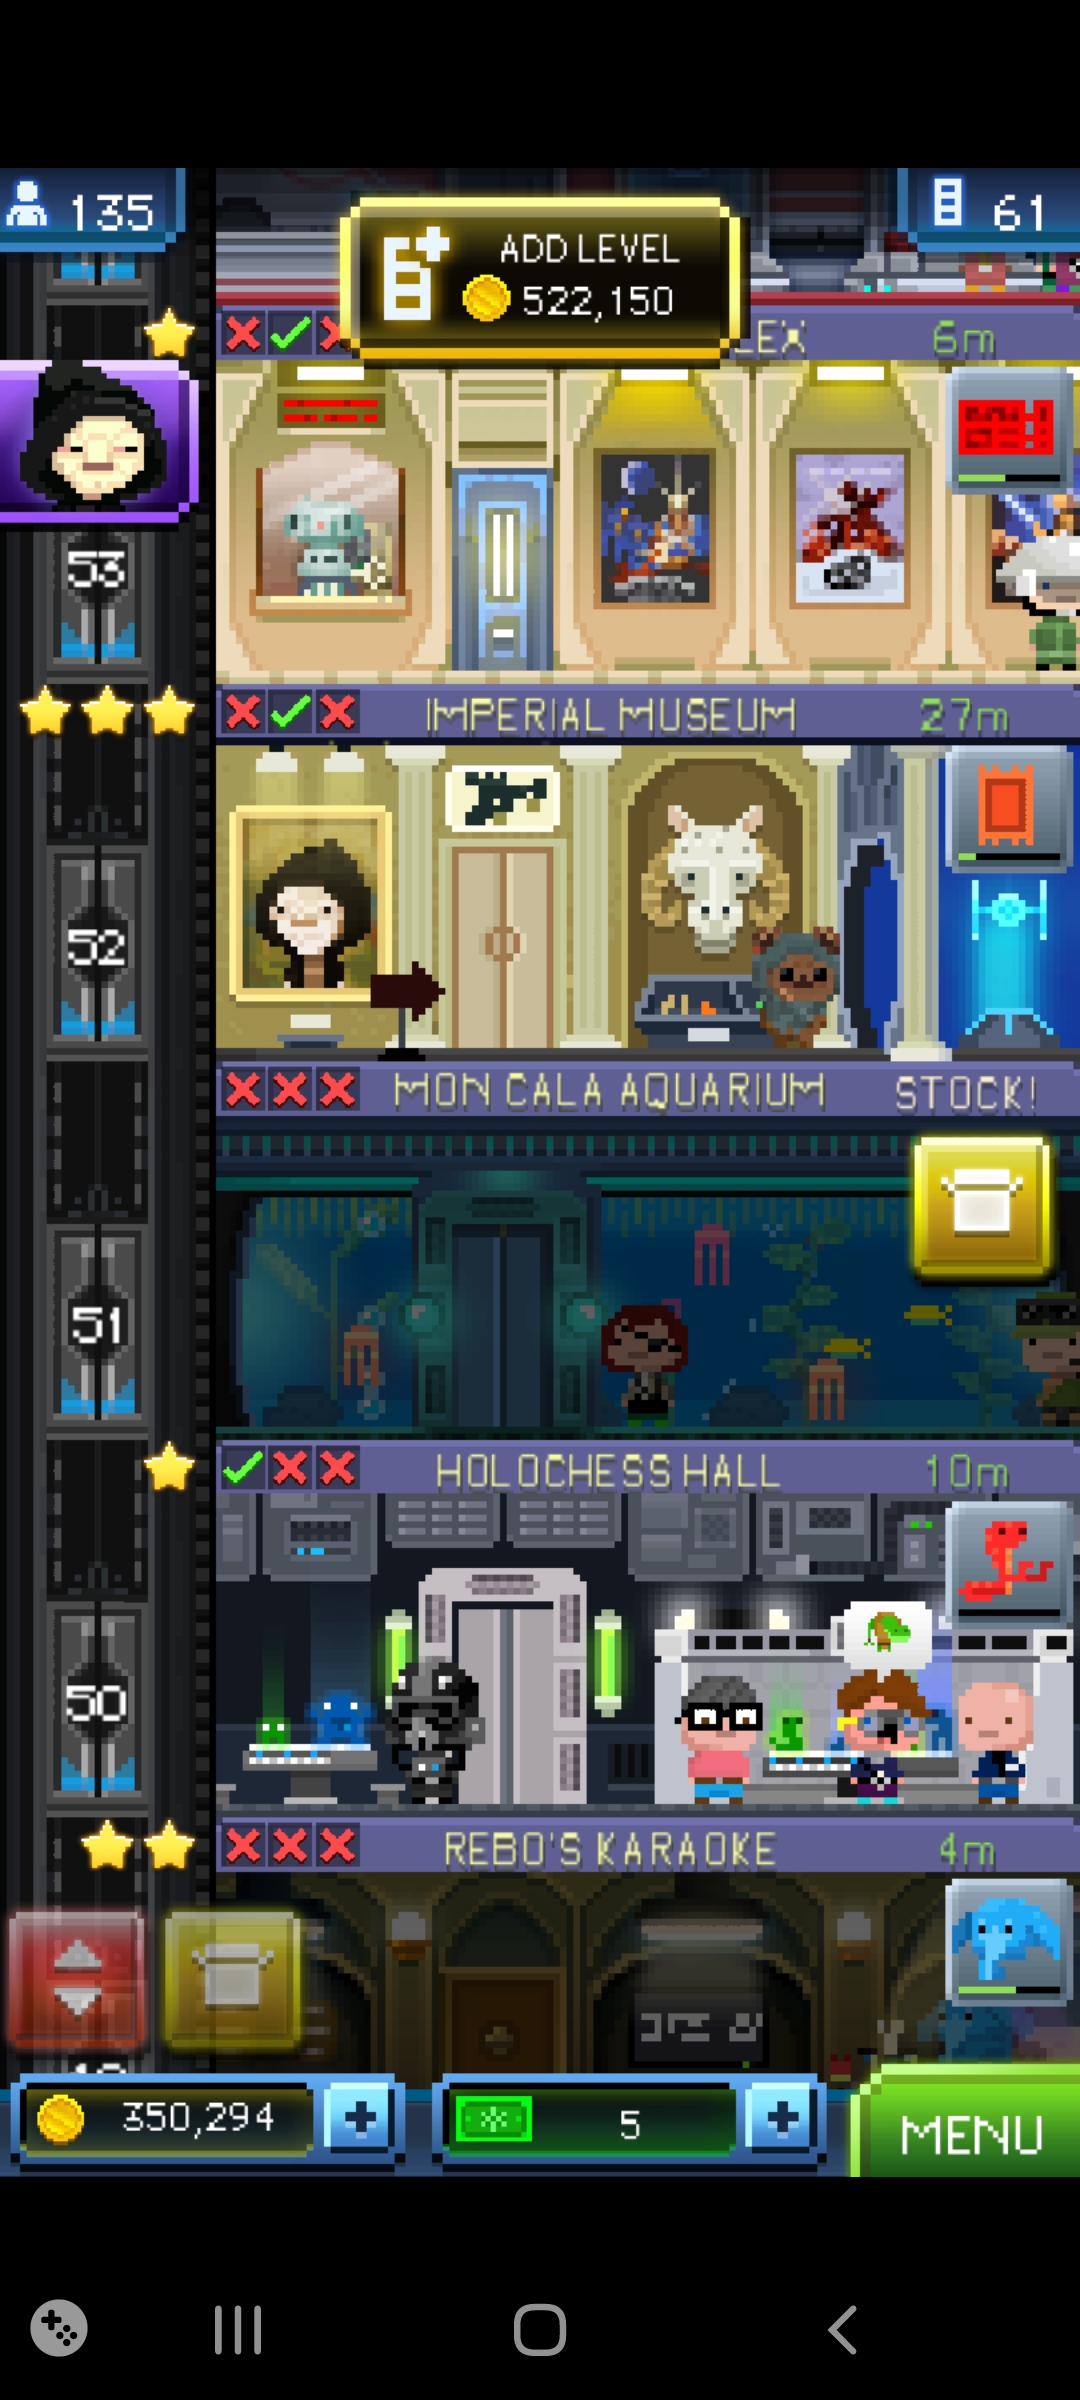 135
ADD LEVEL
522,150
61
LEX 6m
53
IMPERIAL MUSEUM 27m
52
MON CALA AQUARIUM STOCK!
51
HOLOCHESS HALL 10m
50
REBO'S KARAOKE 4m
350,294
5
MENU